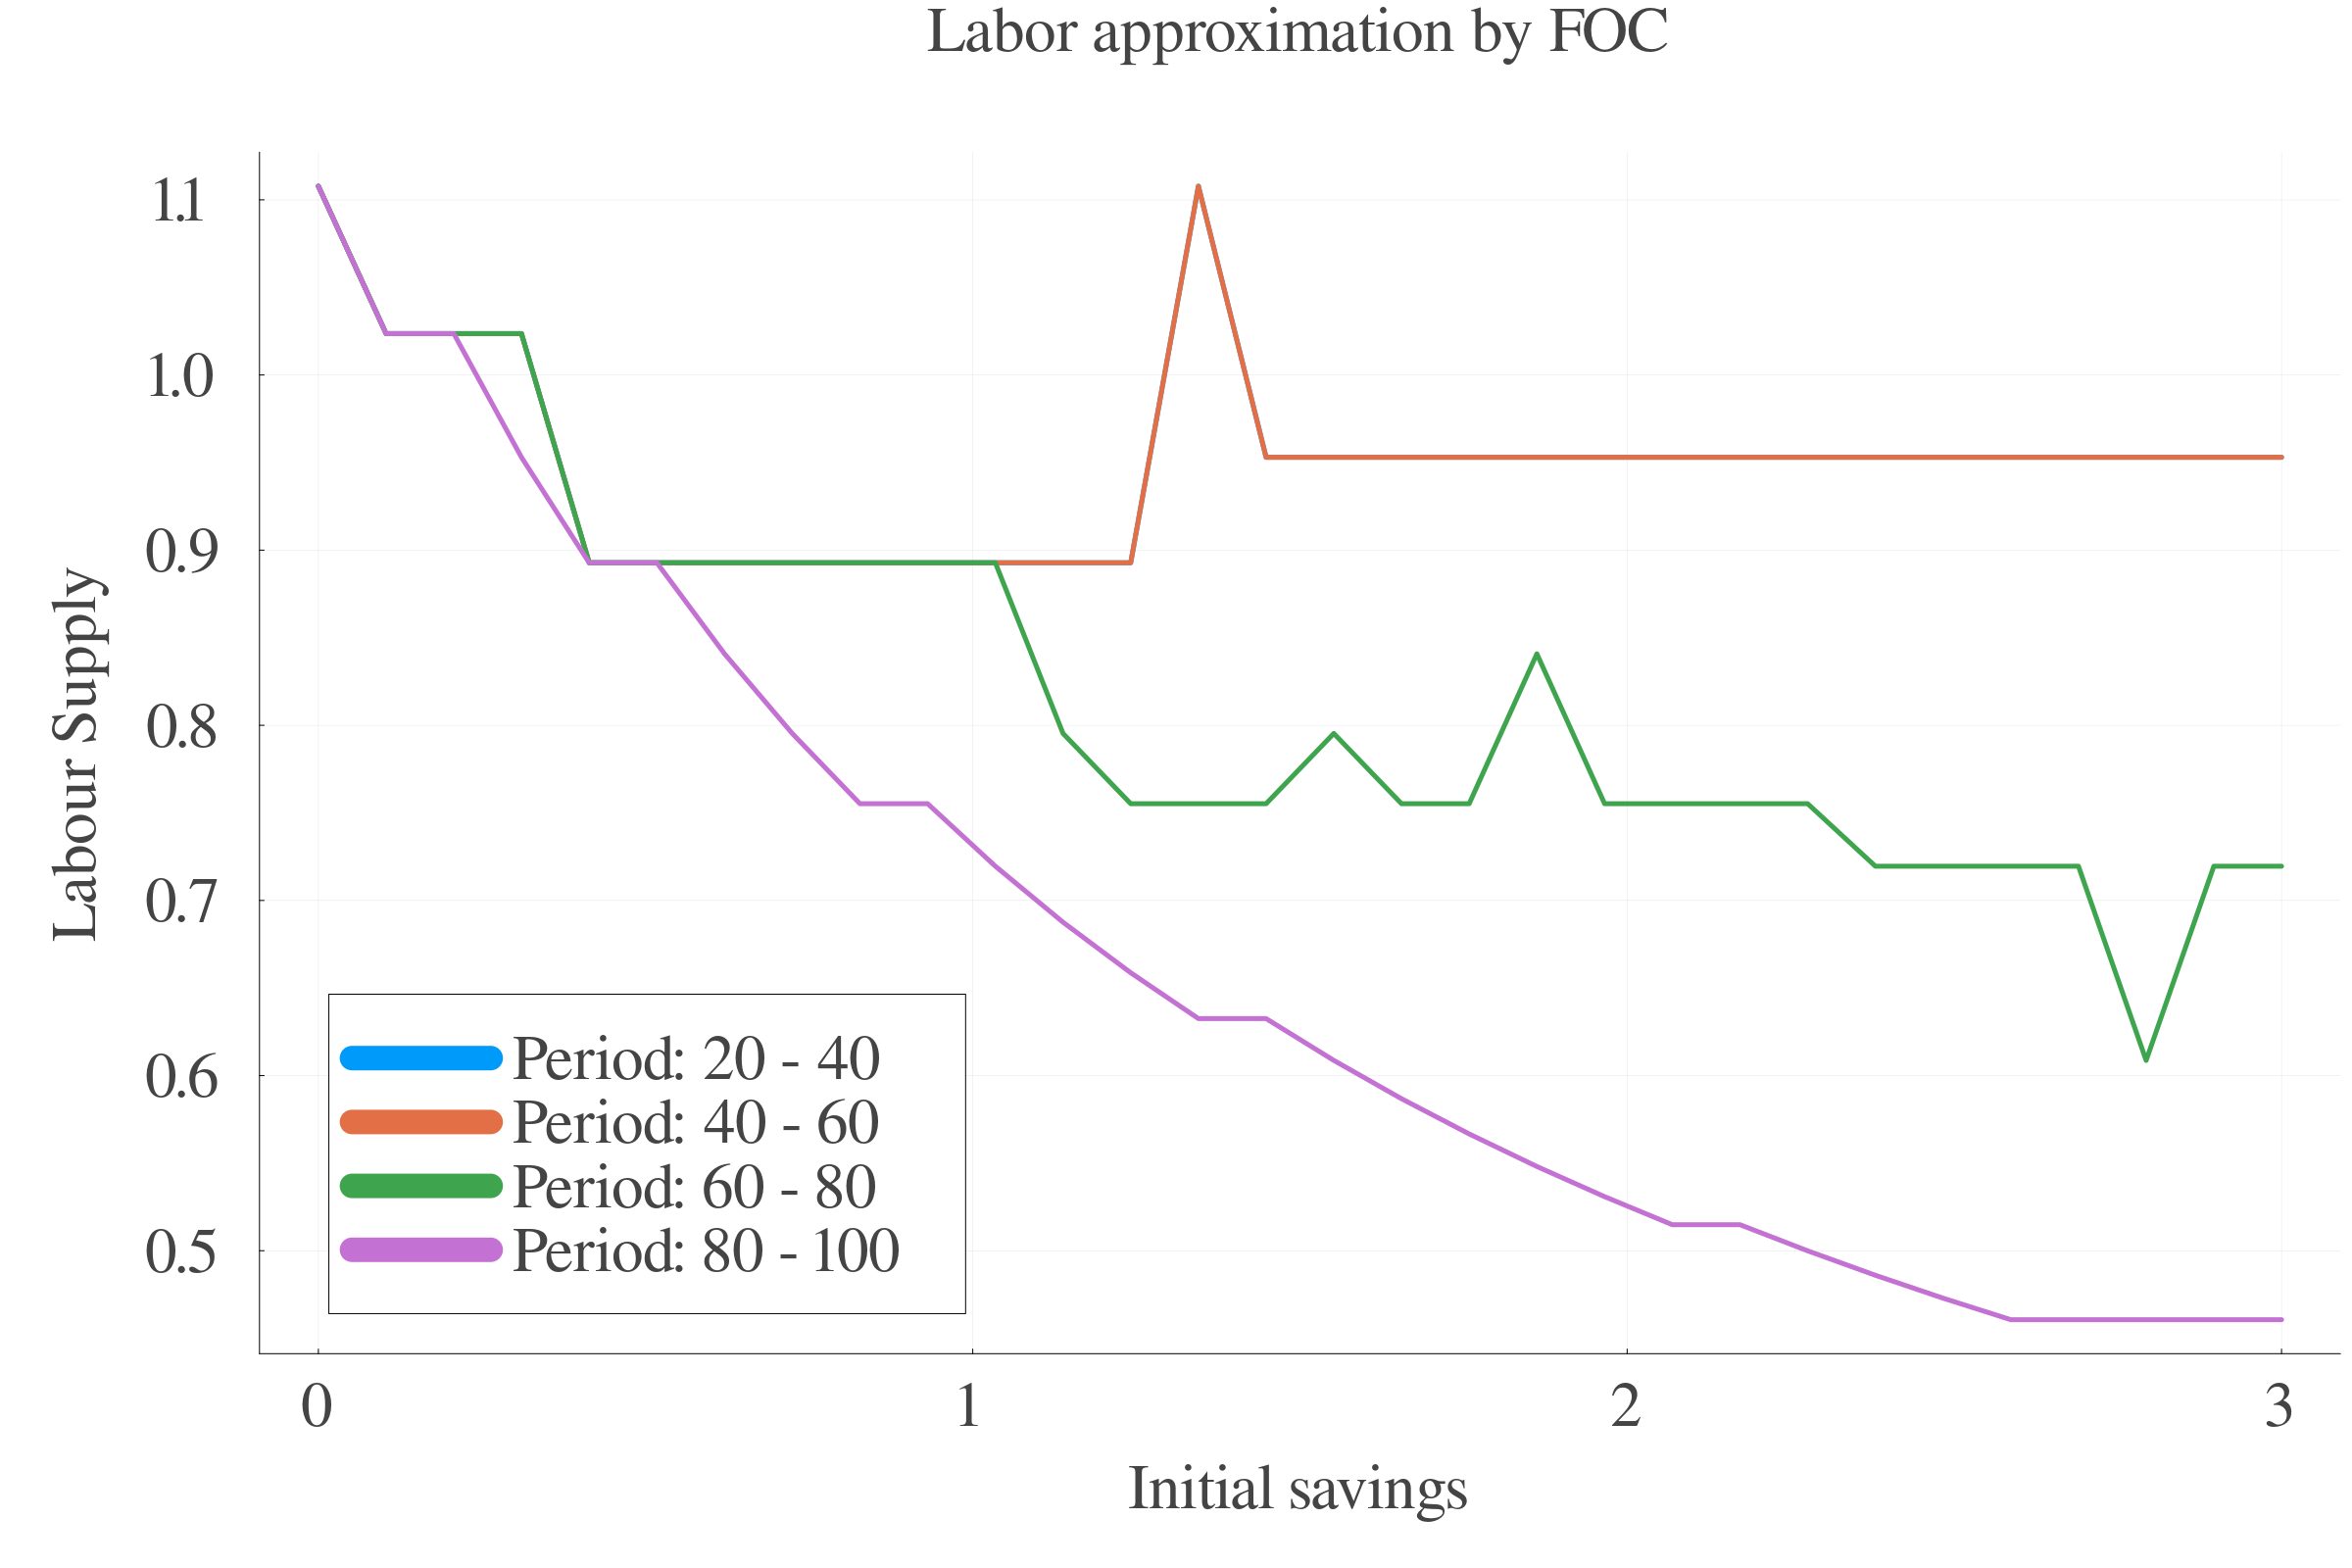 Labor approximation by FOC
1.1
1.0
0.9
0.8
0.7
0.6
0.5
Labour Supply
Period: 20 - 40
Period: 40 - 60
Period: 60 - 80
Period: 80 - 100
0 1 2 3
Initial savings